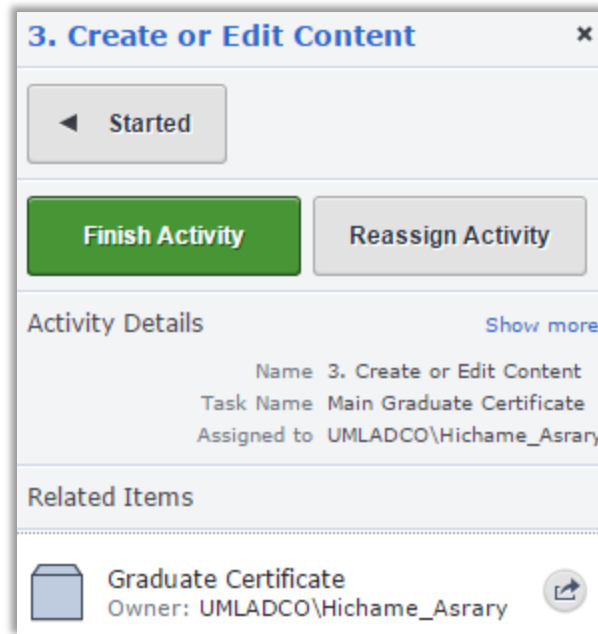 3. Create or Edit Content
Started
Finish Activity
Reassign Activity
Activity Details
Show more
Name 3. Create or Edit Content
Task Name Main Graduate Certificate
Assigned to UMLADCO\Hichame_Asrary
Related Items
Graduate Certificate
Owner: UMLADCO\Hichame_Asrary